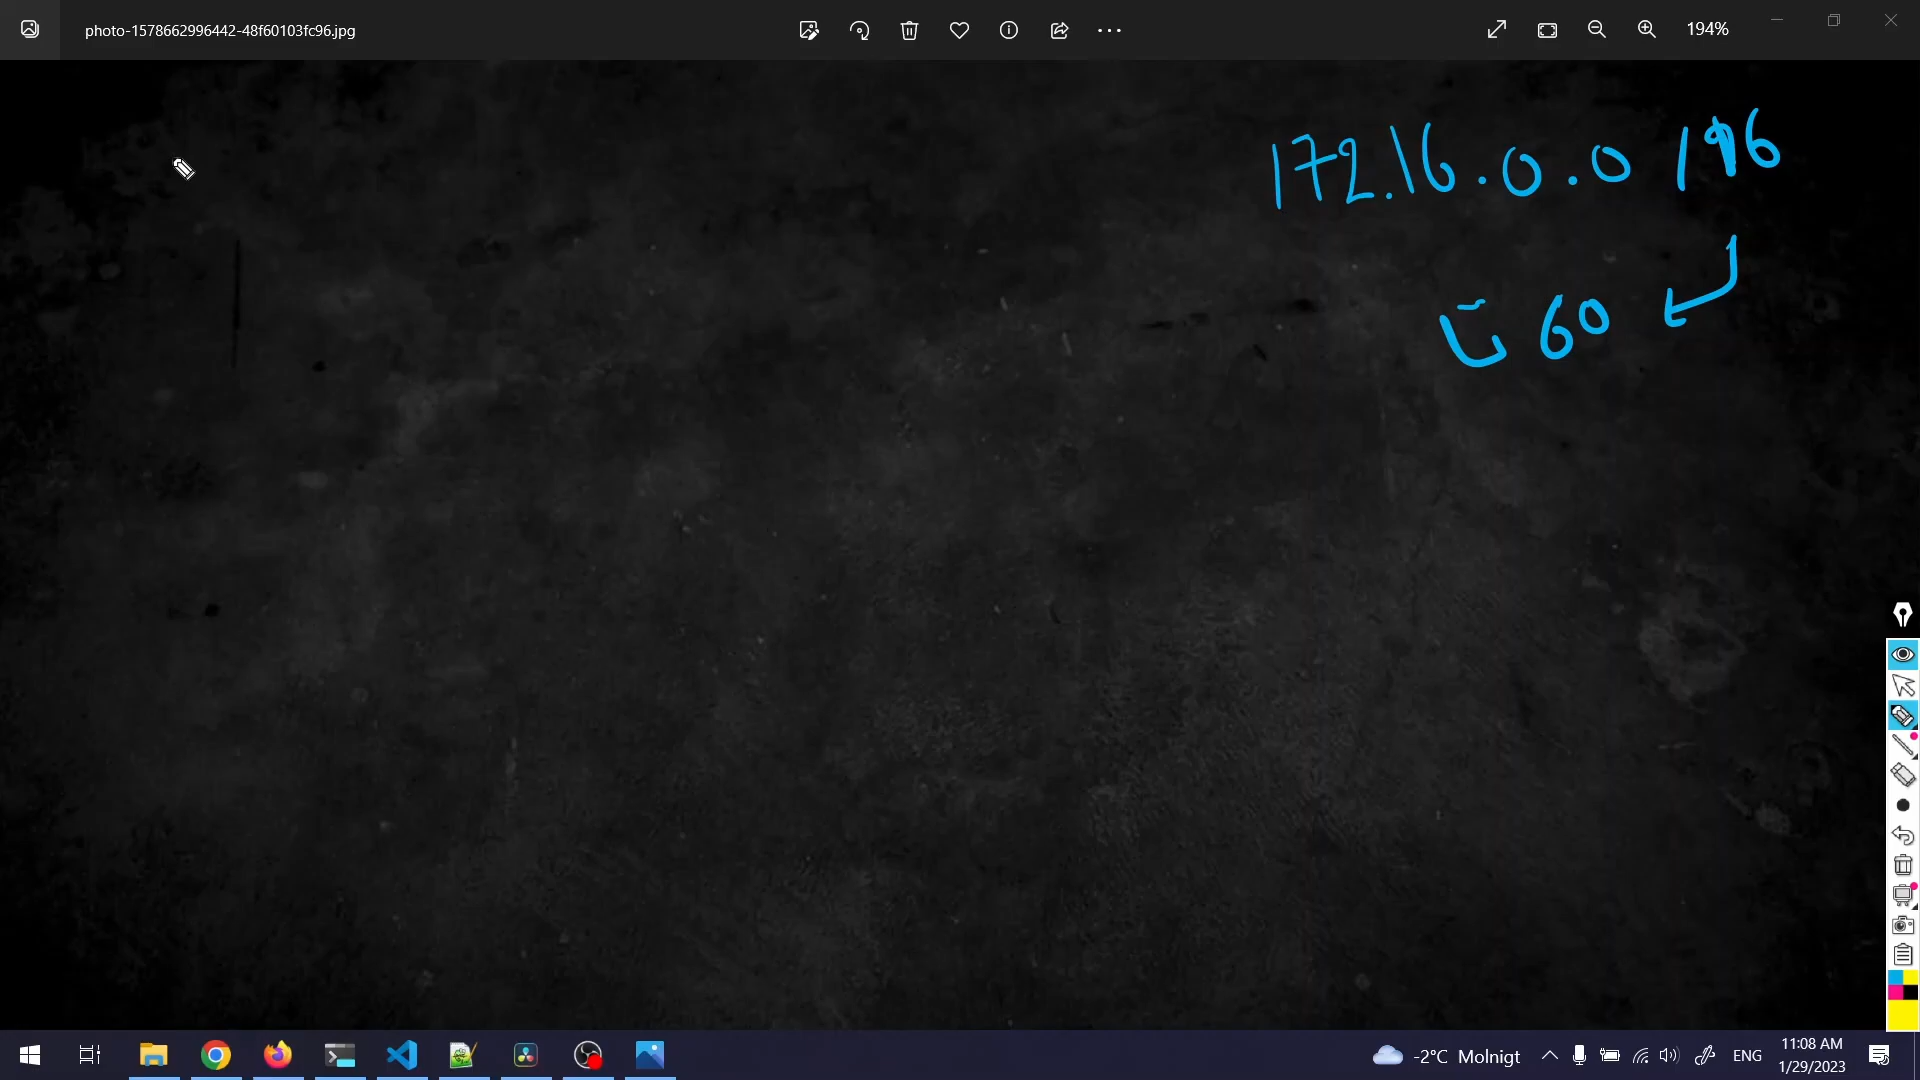 photo-1578662996442-48f60103fc96.jpg
194%
172.16.0.0 /16
60
-2°C Molnigt
ENG
11:08 AM
1/29/2023